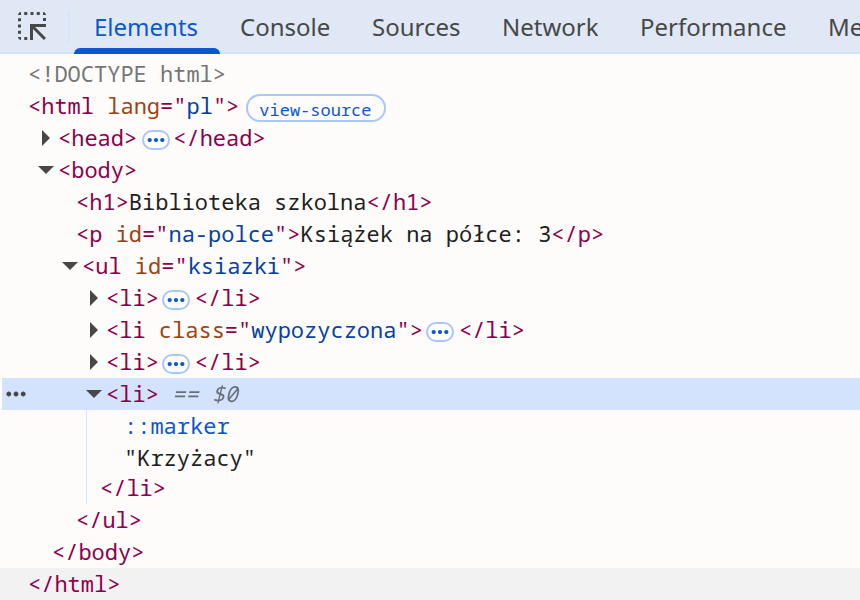 Elements Console Sources Network Performance Me
<!DOCTYPE html>
<html lang="pl"> view-source
<head> ••• </head>
<body>
<h1>Biblioteka szkolna</h1>
<p id="na-polce">Książek na półce: 3</p>
<ul id="ksiazki">
<li> ••• </li>
<li class="wypozyczona"> ••• </li>
<li> ••• </li>
••• <li> == $0
::marker
"Krzyżacy"
</li>
</ul>
</body>
</html>